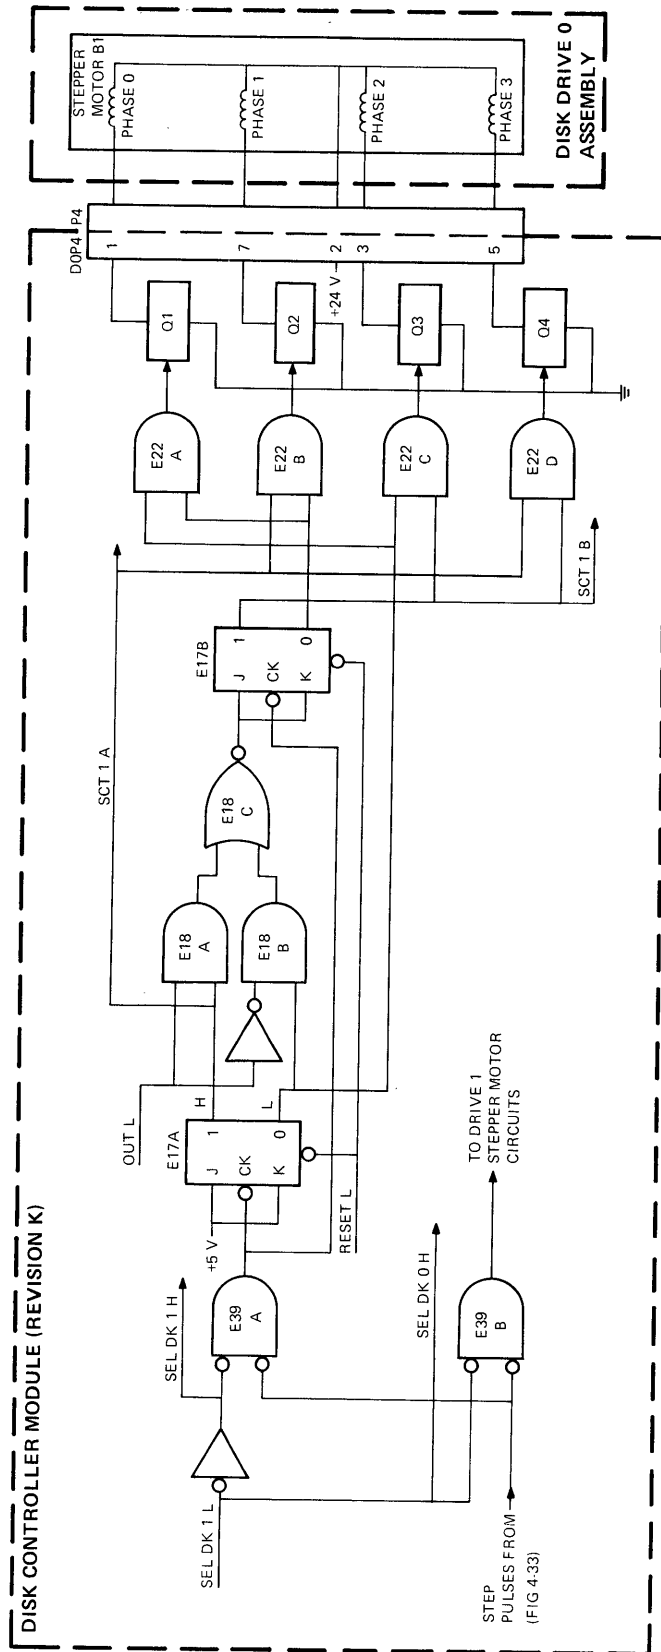 DISK CONTROLLER MODULE (REVISION K)
SEL DK 1 L
STEP
PULSES FROM
(FIG 4-33)
SEL DK 1 H
E39
A
SEL DK 0 H
E39
B
TO DRIVE 1
STEPPER MOTOR
CIRCUITS
+5 V
RESET L
OUT L
E17A
J
CK
K
1
0
H
L
SCT 1 A
E18
A
E18
B
E18
C
E17B
J
CK
K
1
0
SCT 1 B
E22
A
E22
B
E22
C
E22
D
Q1
Q2
Q3
Q4
+24 V
D0P4
P4
1
7
2
3
5
STEPPER
MOTOR B1
PHASE 0
PHASE 1
PHASE 2
PHASE 3
DISK DRIVE 0
ASSEMBLY